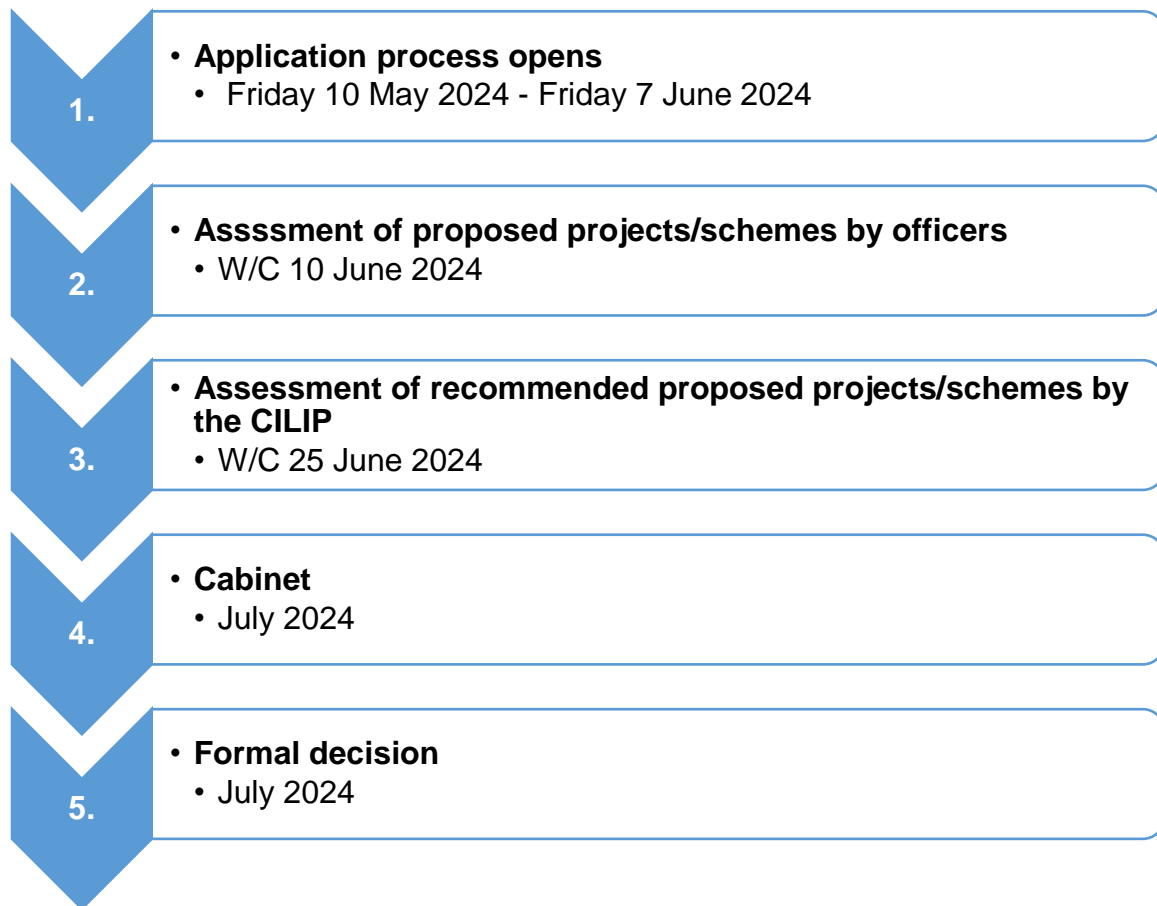 1.
• Application process opens
• Friday 10 May 2024 - Friday 7 June 2024
2.
• Asssssment of proposed projects/schemes by officers
• W/C 10 June 2024
3.
• Assessment of recommended proposed projects/schemes by
the CILIP
• W/C 25 June 2024
4.
• Cabinet
• July 2024
5.
• Formal decision
• July 2024